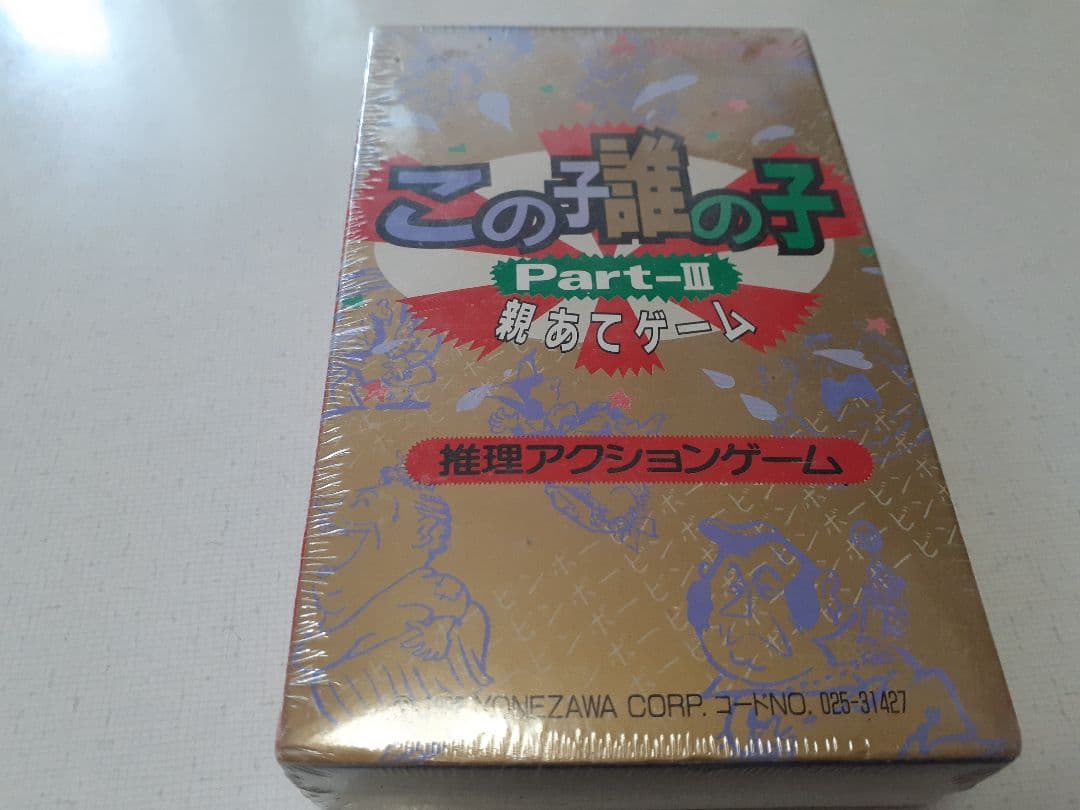 この子誰の子
Part-III
親あてゲーム
推理アクションゲーム
YONEZAWA CORP. コードNO. 025-31427